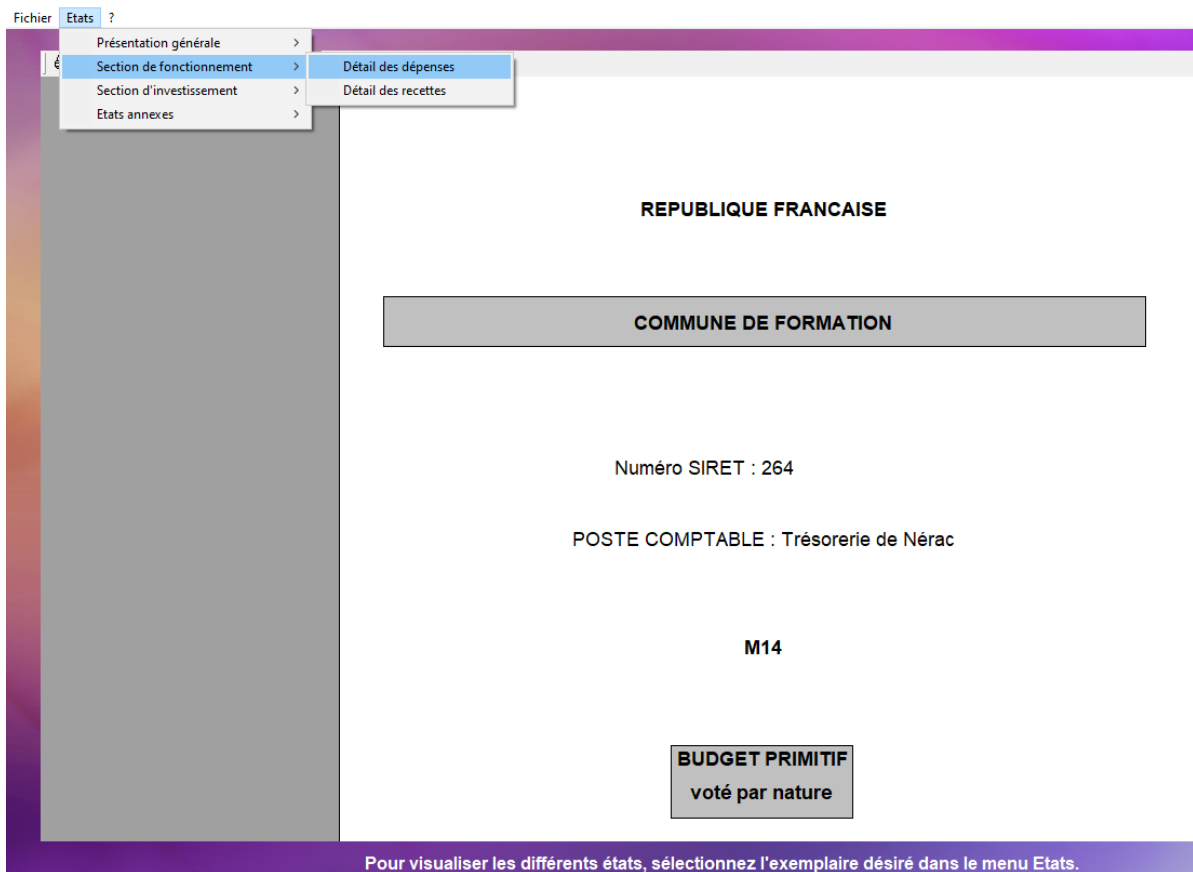 Fichier Etats ?
Présentation générale
Section de fonctionnement
Détail des dépenses
Section d'investissement
Détail des recettes
Etats annexes
REPUBLIQUE FRANCAISE
COMMUNE DE FORMATION
Numéro SIRET : 264
POSTE COMPTABLE : Trésorerie de Nérac
M14
BUDGET PRIMITIF
voté par nature
Pour visualiser les différents états, sélectionnez l'exemplaire désiré dans le menu Etats.